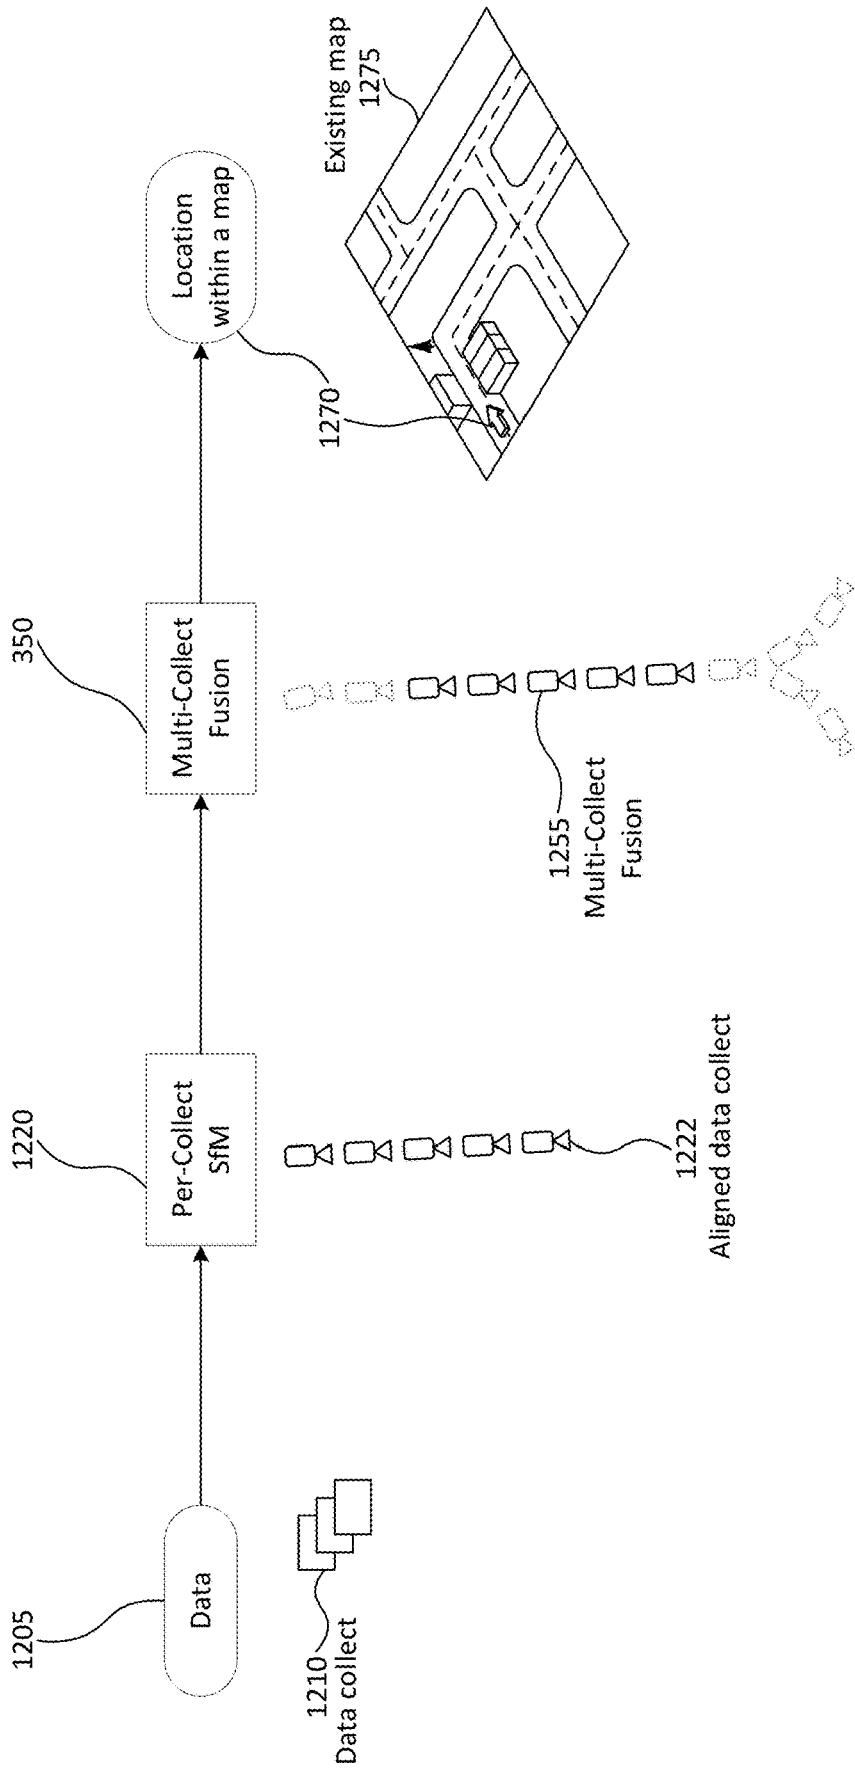 1205
Data
1210
Data collect
1220
Per-Collect
SfM
1222
Aligned data collect
350
Multi-Collect
Fusion
1255
Multi-Collect
Fusion
Location
within a map
1270
Existing map
1275